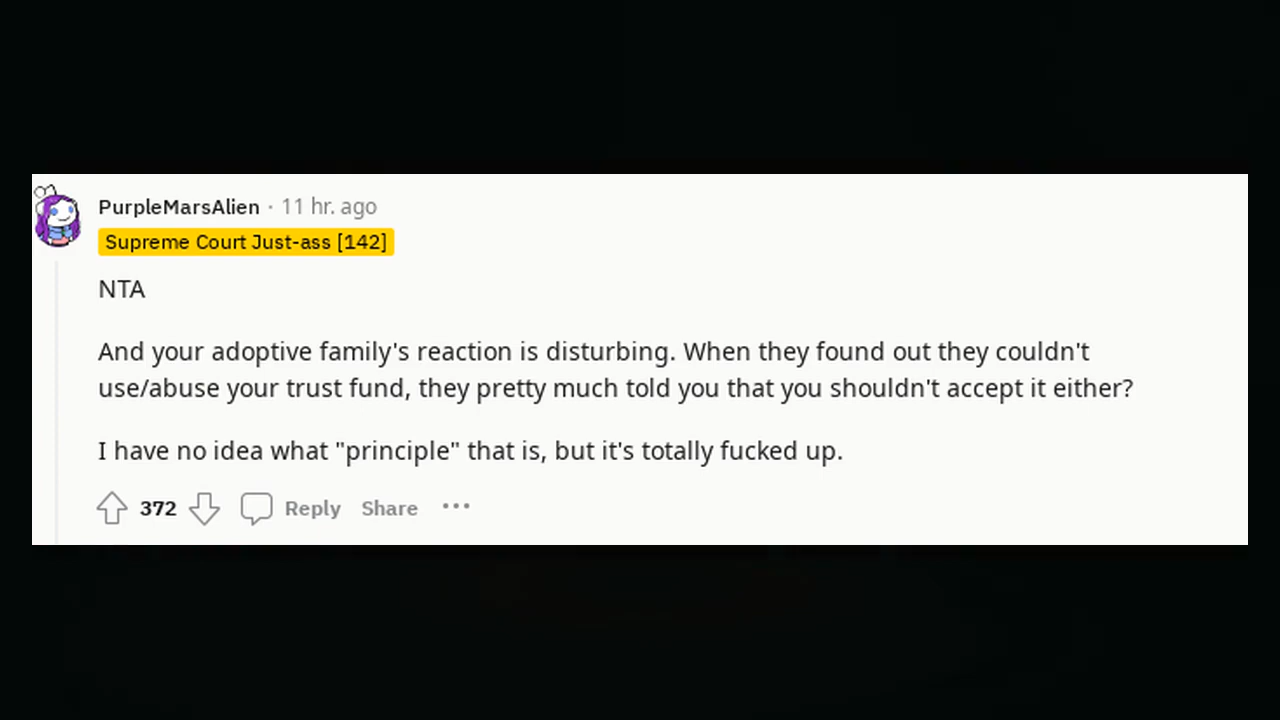 PurpleMarsAlien · 11 hr. ago
Supreme Court Just-ass [142]
NTA
And your adoptive family's reaction is disturbing. When they found out they couldn't
use/abuse your trust fund, they pretty much told you that you shouldn't accept it either?
I have no idea what "principle" that is, but it's totally fucked up.
372 Reply Share •••